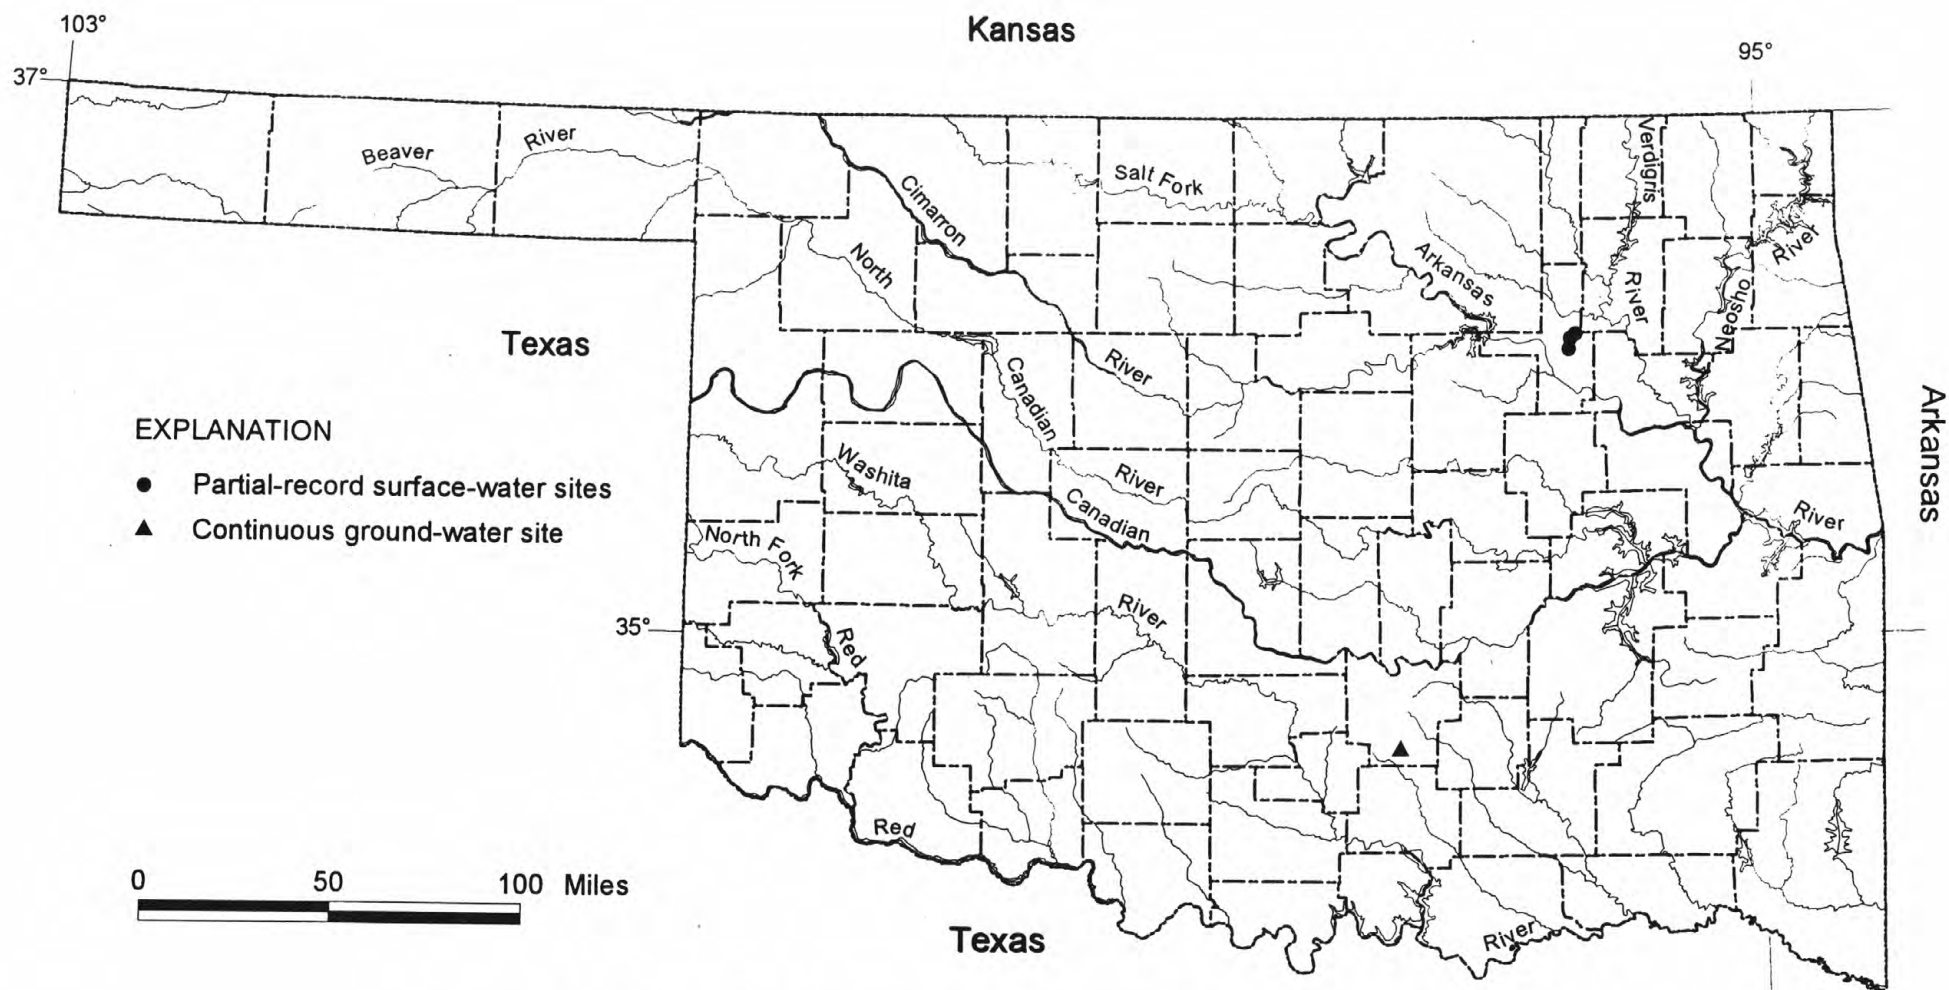 Kansas
103°
95°
37°
Beaver
River
Salt Fork
Verdigris
River
Cimarron
River
North
Canadian
River
Arkansas
River
Neosho
River
Texas
Arkansas
EXPLANATION
Partial-record surface-water sites
Continuous ground-water site
Washita
River
Canadian
North Fork
Red
35°
Red
River
0 50 100 Miles
Texas